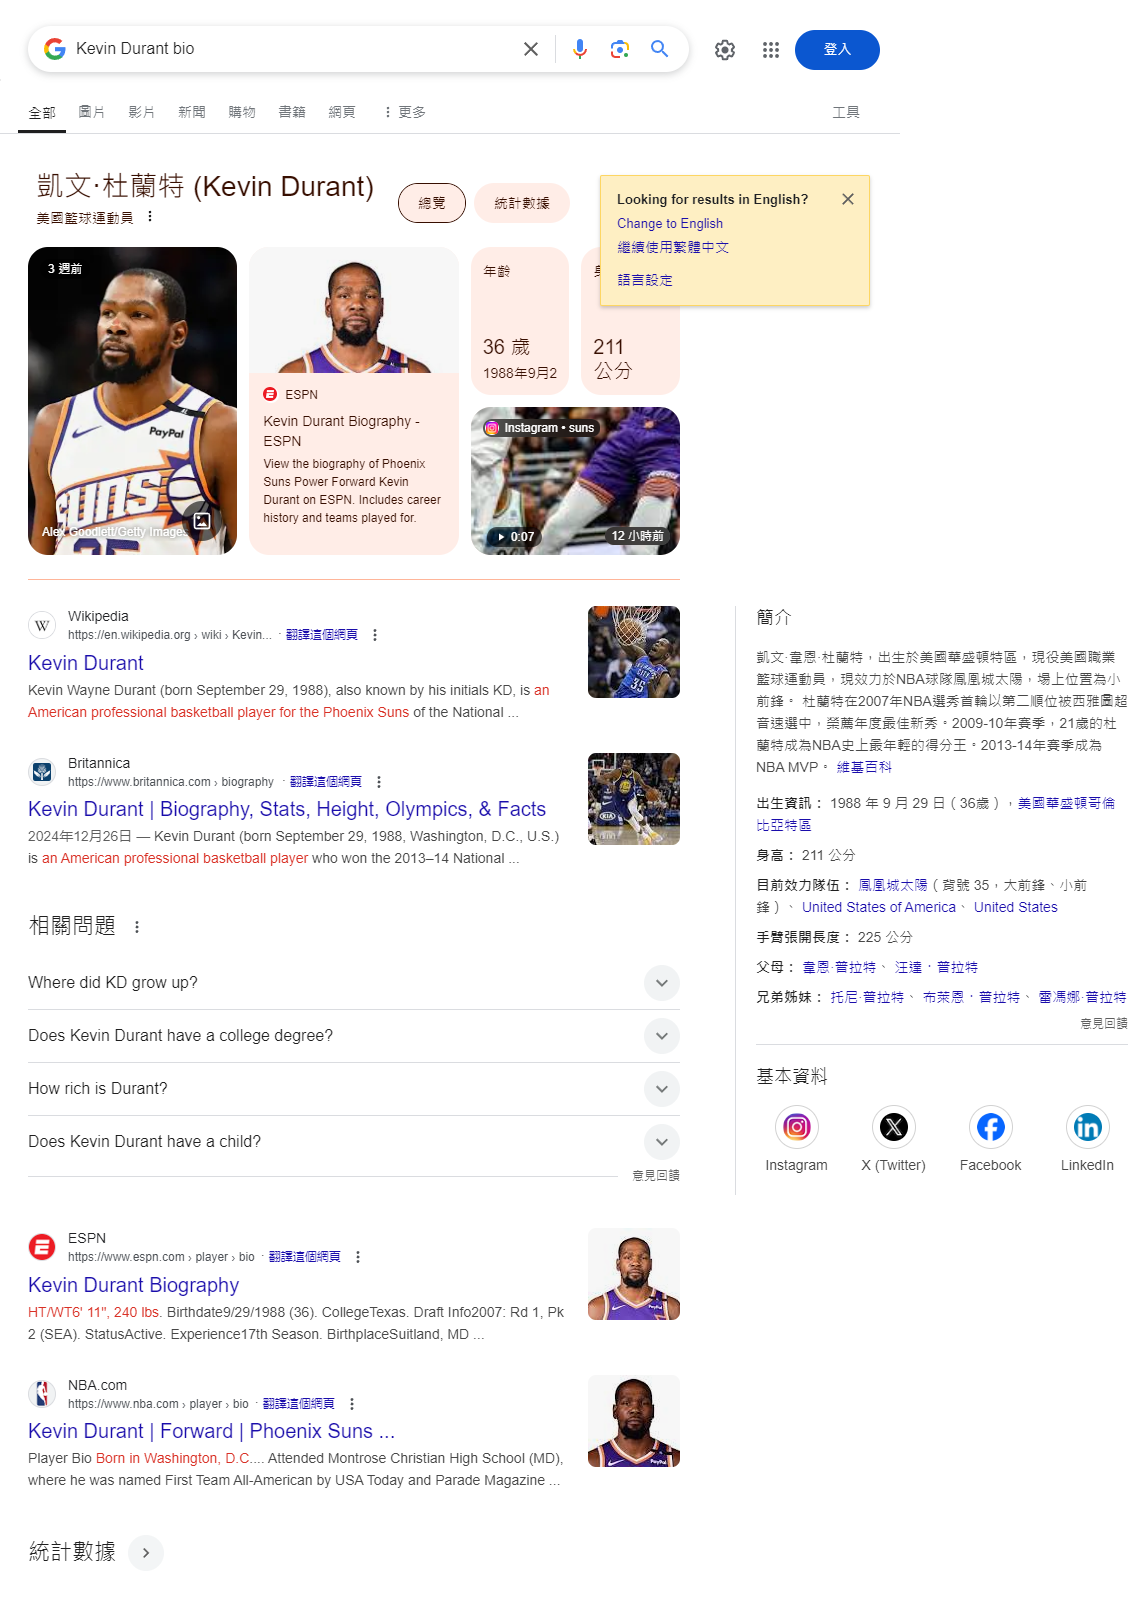 Kevin Durant bio
登入
全部 圖片 影片 新聞 購物 書籍 網頁 更多 工具
凱文·杜蘭特 (Kevin Durant)
美國籃球運動員
總覽
統計數據
Looking for results in English?
Change to English
繼續使用繁體中文
語言設定
3 週前
PayPal
SUNS
35
Alex Goodlett/Getty Image...
ESPN
Kevin Durant Biography -
ESPN
View the biography of Phoenix
Suns Power Forward Kevin
Durant on ESPN. Includes career
history and teams played for.
年齡
36 歲
1988年9月2
211
公分
Instagram • suns
0:07
12 小時前
Wikipedia
https://en.wikipedia.org › wiki › Kevin... · 翻譯這個網頁
Kevin Durant
Kevin Wayne Durant (born September 29, 1988), also known by his initials KD, is an
American professional basketball player for the Phoenix Suns of the National ...
Britannica
https://www.britannica.com › biography · 翻譯這個網頁
Kevin Durant | Biography, Stats, Height, Olympics, & Facts
2024年12月26日 — Kevin Durant (born September 29, 1988, Washington, D.C., U.S.)
is an American professional basketball player who won the 2013–14 National ...
相關問題
Where did KD grow up?
Does Kevin Durant have a college degree?
How rich is Durant?
Does Kevin Durant have a child?
意見回饋
ESPN
https://www.espn.com › player › bio · 翻譯這個網頁
Kevin Durant Biography
HT/WT6' 11", 240 lbs. Birthdate9/29/1988 (36). CollegeTexas. Draft Info2007: Rd 1, Pk
2 (SEA). StatusActive. Experience17th Season. BirthplaceSuitland, MD ...
NBA.com
https://www.nba.com › player › bio · 翻譯這個網頁
Kevin Durant | Forward | Phoenix Suns ...
Player Bio Born in Washington, D.C.... Attended Montrose Christian High School (MD),
where he was named First Team All-American by USA Today and Parade Magazine ...
統計數據
簡介
凱文·韋恩·杜蘭特，出生於美國華盛頓特區，現役美國職業
籃球運動員，現效力於NBA球隊鳳凰城太陽，場上位置為小
前鋒。 杜蘭特在2007年NBA選秀首輪以第二順位被西雅圖超
音速選中，榮膺年度最佳新秀。2009-10年賽季，21歲的杜
蘭特成為NBA史上最年輕的得分王。2013-14年賽季成為
NBA MVP。 維基百科
出生資訊： 1988 年 9 月 29 日（36歲），美國華盛頓哥倫
比亞特區
身高： 211 公分
目前效力隊伍： 鳳凰城太陽（背號 35，大前鋒、小前
鋒）、 United States of America、 United States
手臂張開長度： 225 公分
父母： 韋恩·普拉特、 汪達 · 普拉特
兄弟姊妹： 托尼·普拉特、 布萊恩 · 普拉特、 雷馮娜·普拉特
意見回饋
基本資料
Instagram
X (Twitter)
Facebook
LinkedIn